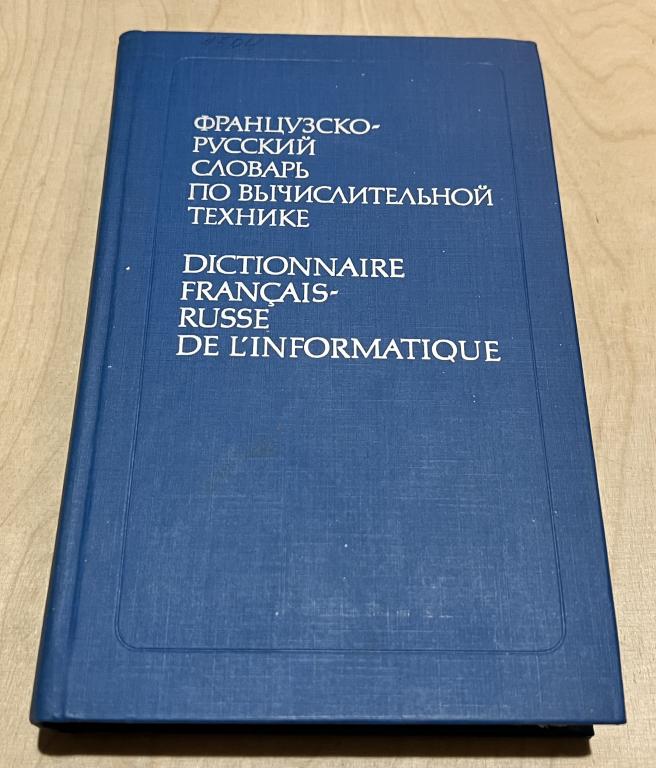 ФРАНЦУЗСКО-
РУССКИЙ
СЛОВАРЬ
ПО ВЫЧИСЛИТЕЛЬНОЙ
ТЕХНИКЕ
DICTIONNAIRE
FRANÇAIS-
RUSSE
DE L'INFORMATIQUE